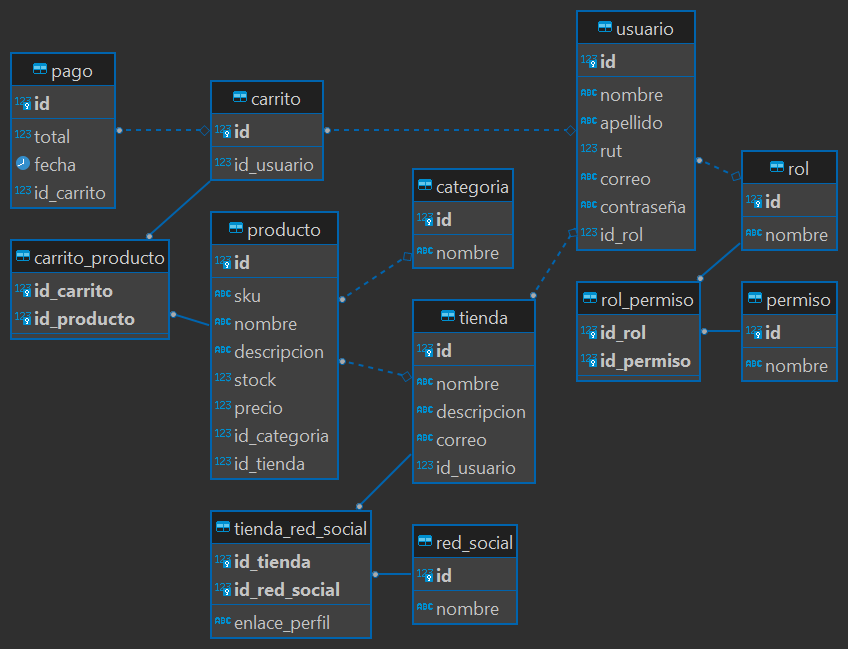 pago
123 id
123 total
fecha
123 id_carrito
carrito
123 id
123 id_usuario
usuario
123 id
ABC nombre
ABC apellido
123 rut
ABC correo
ABC contraseña
123 id_rol
rol
123 id
ABC nombre
categoria
123 id
ABC nombre
carrito_producto
123 id_carrito
123 id_producto
producto
123 id
ABC sku
ABC nombre
ABC descripcion
123 stock
123 precio
123 id_categoria
123 id_tienda
tienda
123 id
ABC nombre
ABC descripcion
ABC correo
123 id_usuario
rol_permiso
123 id_rol
123 id_permiso
permiso
123 id
ABC nombre
tienda_red_social
123 id_tienda
123 id_red_social
ABC enlace_perfil
red_social
123 id
ABC nombre